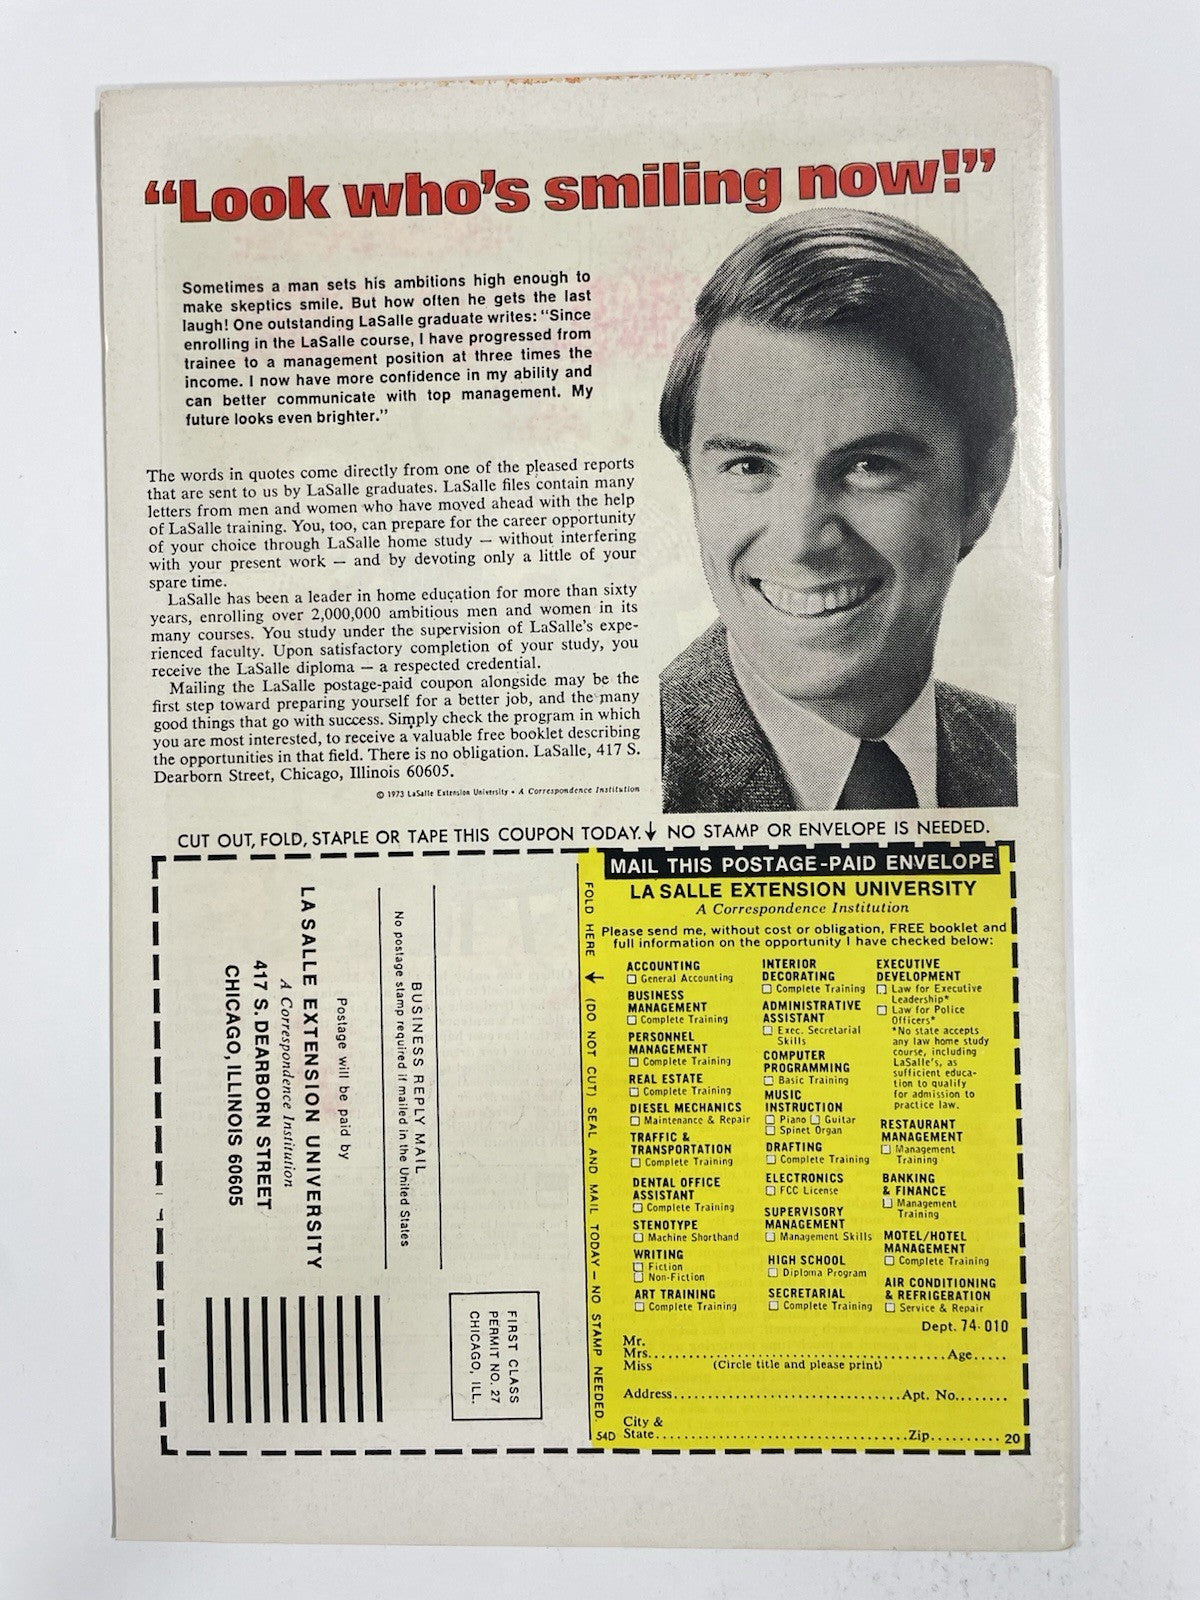 “Look who’s smiling now!”
Sometimes a man sets his ambitions high enough to
make skeptics smile. But how often he gets the last
laugh! One outstanding LaSalle graduate writes: “Since
enrolling in the LaSalle course, I have progressed from
trainee to a management position at three times the
income. I now have more confidence in my ability and
can better communicate with top management. My
future looks even brighter.”
The words in quotes come directly from one of the pleased reports
that are sent to us by LaSalle graduates. LaSalle files contain many
letters from men and women who have moved ahead with the help
of LaSalle training. You, too, can prepare for the career opportunity
of your choice through LaSalle home study — without interfering
with your present work — and by devoting only a little of your
spare time.
LaSalle has been a leader in home education for more than sixty
years, enrolling over 2,000,000 ambitious men and women in its
many courses. You study under the supervision of LaSalle’s expe-
rienced faculty. Upon satisfactory completion of your study, you
receive the LaSalle diploma — a respected credential.
Mailing the LaSalle postage-paid coupon alongside may be the
first step toward preparing yourself for a better job, and the many
good things that go with success. Simply check the program in which
you are most interested, to receive a valuable free booklet describing
the opportunities in that field. There is no obligation. LaSalle, 417 S.
Dearborn Street, Chicago, Illinois 60605.
© 1973 LaSalle Extension University • A Correspondence Institution
CUT OUT, FOLD, STAPLE OR TAPE THIS COUPON TODAY.↓ NO STAMP OR ENVELOPE IS NEEDED.
FIRST CLASS
PERMIT NO. 27
CHICAGO, ILL.
BUSINESS REPLY MAIL
No postage stamp required if mailed in the United States
Postage will be paid by
LA SALLE EXTENSION UNIVERSITY
A Correspondence Institution
417 S. DEARBORN STREET
CHICAGO, ILLINOIS 60605
FOLD HERE ↓ (DO NOT CUT) SEAL AND MAIL TODAY — NO STAMP NEEDED.
MAIL THIS POSTAGE-PAID ENVELOPE
LA SALLE EXTENSION UNIVERSITY
A Correspondence Institution
Please send me, without cost or obligation, FREE booklet and
full information on the opportunity I have checked below:
ACCOUNTING
☐ General Accounting
BUSINESS
MANAGEMENT
☐ Complete Training
PERSONNEL
MANAGEMENT
☐ Complete Training
REAL ESTATE
☐ Complete Training
DIESEL MECHANICS
☐ Maintenance & Repair
TRAFFIC &
TRANSPORTATION
☐ Complete Training
DENTAL OFFICE
ASSISTANT
☐ Complete Training
STENOTYPE
☐ Machine Shorthand
WRITING
☐ Fiction
☐ Non-Fiction
ART TRAINING
☐ Complete Training
INTERIOR
DECORATING
☐ Complete Training
ADMINISTRATIVE
ASSISTANT
☐ Exec. Secretarial
Skills
COMPUTER
PROGRAMMING
☐ Basic Training
MUSIC
INSTRUCTION
☐ Piano ☐ Guitar
☐ Spinet Organ
DRAFTING
☐ Complete Training
ELECTRONICS
☐ FCC License
SUPERVISORY
MANAGEMENT
☐ Management Skills
HIGH SCHOOL
☐ Diploma Program
SECRETARIAL
☐ Complete Training
EXECUTIVE
DEVELOPMENT
☐ Law for Executive
Leadership*
☐ Law for Police
Officers*
*No state accepts
any law home study
course, including
LaSalle’s, as
sufficient educa-
tion to qualify
for admission to
practice law.
RESTAURANT
MANAGEMENT
☐ Management
Training
BANKING
& FINANCE
☐ Management
Training
MOTEL/HOTEL
MANAGEMENT
☐ Complete Training
AIR CONDITIONING
& REFRIGERATION
☐ Service & Repair
Dept. 74-010
Mr.
Mrs..........Age.....
Miss (Circle title and please print)
Address..........Apt. No........
City &
State..........Zip..........
54D
20